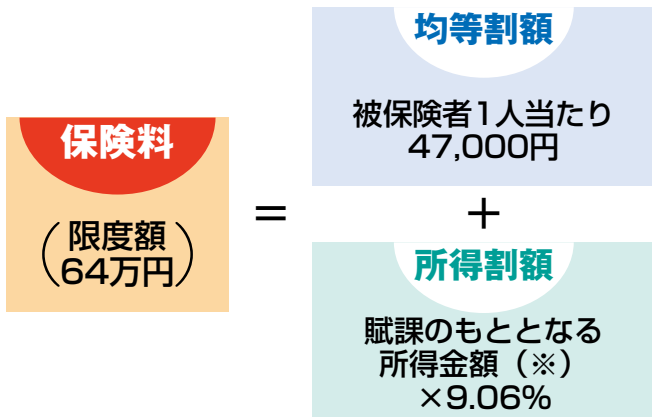 保険料
（限度額
64万円）
＝
均等割額
被保険者1人当たり
47,000円
＋
所得割額
賦課のもととなる
所得金額（※）
×9.06%